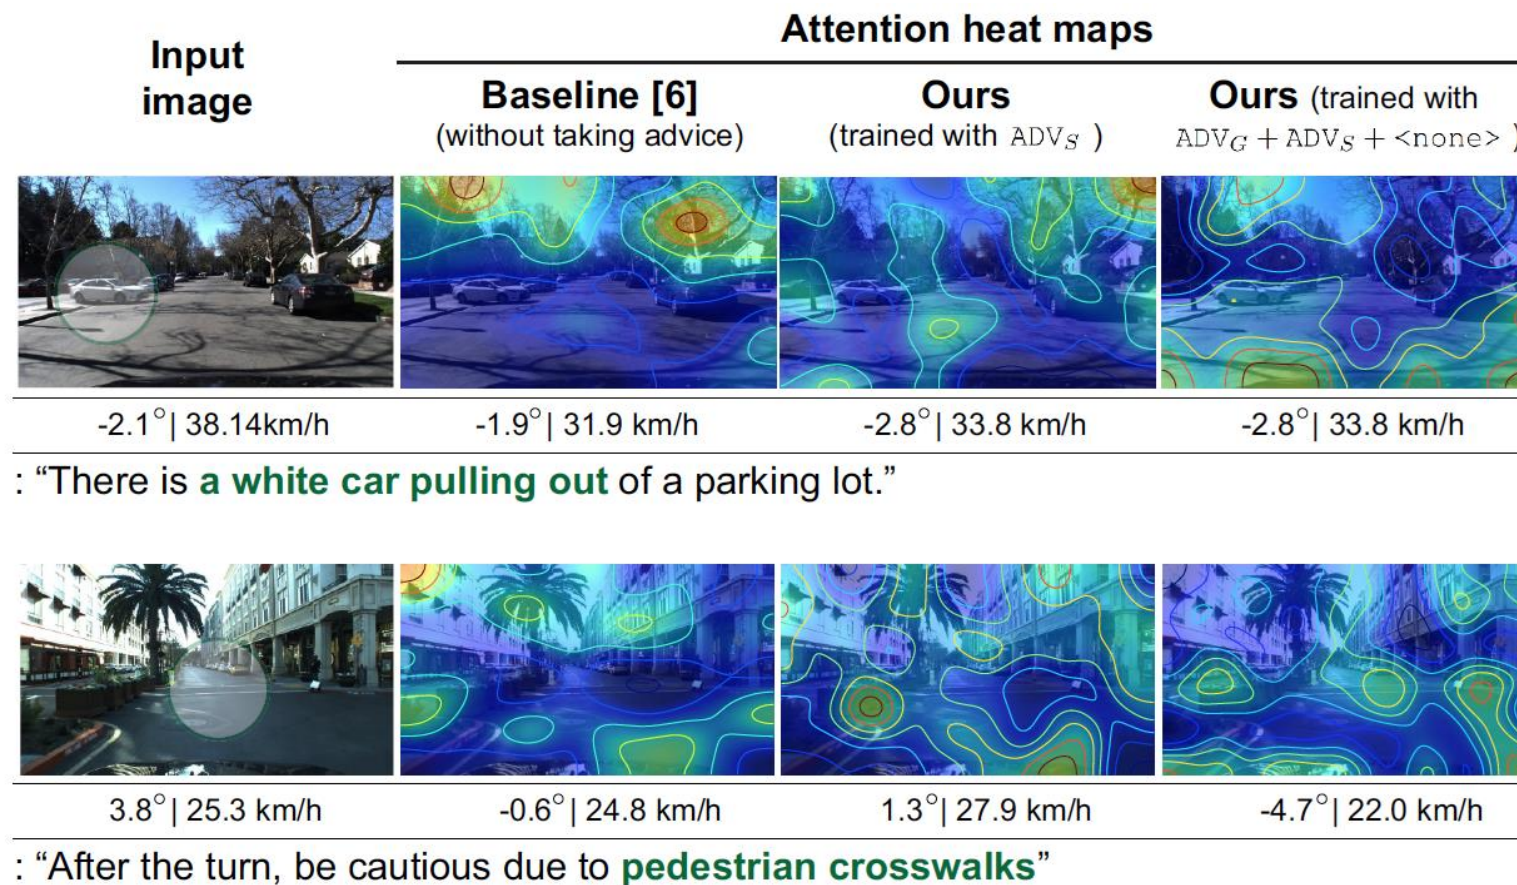 Attention heat maps
Input
image
Baseline [6]
(without taking advice)
Ours
(trained with ADV_S )
Ours (trained with
ADV_G + ADV_S + <none> )
-2.1°| 38.14km/h
-1.9°| 31.9 km/h
-2.8°| 33.8 km/h
-2.8°| 33.8 km/h
: “There is a white car pulling out of a parking lot.”
3.8°| 25.3 km/h
-0.6°| 24.8 km/h
1.3°| 27.9 km/h
-4.7°| 22.0 km/h
: “After the turn, be cautious due to pedestrian crosswalks”